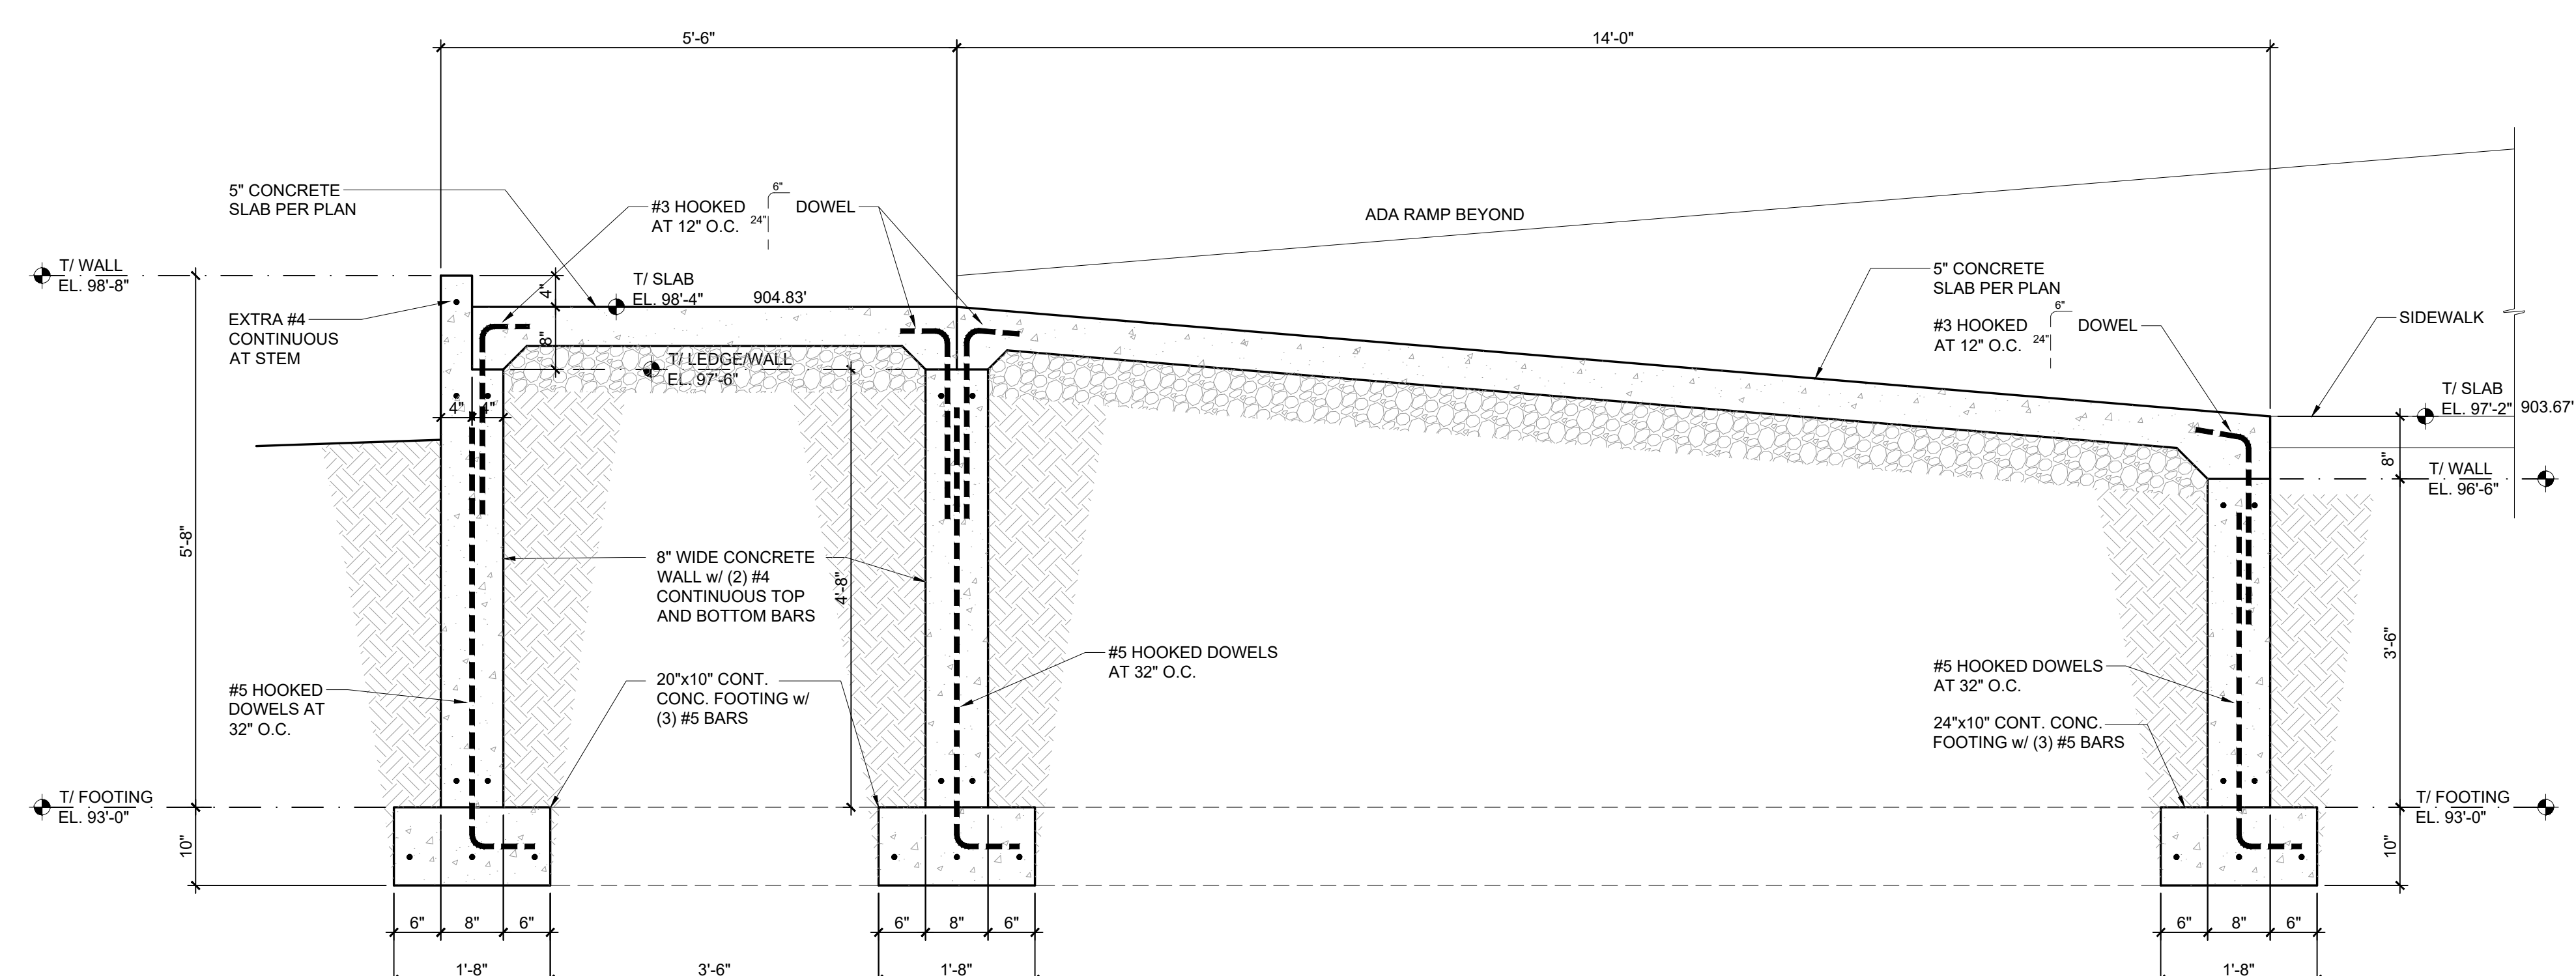 5'-6"
14'-0"
5" CONCRETE
SLAB PER PLAN
#3 HOOKED
AT 12" O.C.
6"
24"
DOWEL
ADA RAMP BEYOND
T/ WALL
EL. 98'-8"
4"
T/ SLAB
EL. 98'-4"
904.83'
5" CONCRETE
SLAB PER PLAN
#3 HOOKED
AT 12" O.C.
6"
24"
DOWEL
SIDEWALK
EXTRA #4
CONTINUOUS
AT STEM
8"
T/ LEDGE/WALL
EL. 97'-6"
T/ SLAB
EL. 97'-2"
903.67'
4"
4"
8"
T/ WALL
EL. 96'-6"
5'-8"
8" WIDE CONCRETE
WALL w/ (2) #4
CONTINUOUS TOP
AND BOTTOM BARS
4'-8"
3'-6"
#5 HOOKED
DOWELS AT
32" O.C.
20"x10" CONT.
CONC. FOOTING w/
(3) #5 BARS
#5 HOOKED DOWELS
AT 32" O.C.
#5 HOOKED DOWELS
AT 32" O.C.
24"x10" CONT. CONC.
FOOTING w/ (3) #5 BARS
T/ FOOTING
EL. 93'-0"
T/ FOOTING
EL. 93'-0"
10"
10"
6"
8"
6"
6"
8"
6"
6"
8"
6"
1'-8"
3'-6"
1'-8"
1'-8"